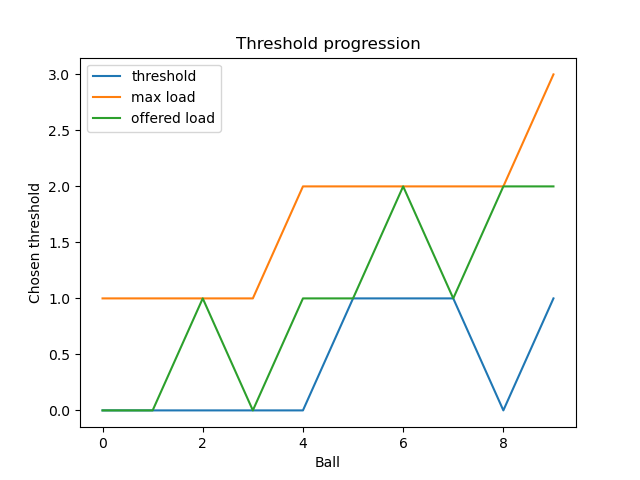 Threshold progression
threshold
max load
offered load
3.0
2.5
2.0
1.5
1.0
0.5
0.0
Chosen threshold
0 2 4 6 8
Ball